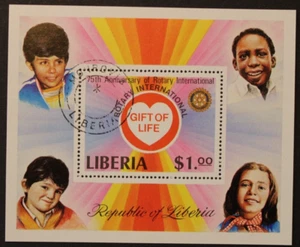 75th Anniversary of Rotary International
ROTARY INTERNATIONAL
GIFT OF
LIFE
LIBERIA $1.00
Republic of Liberia